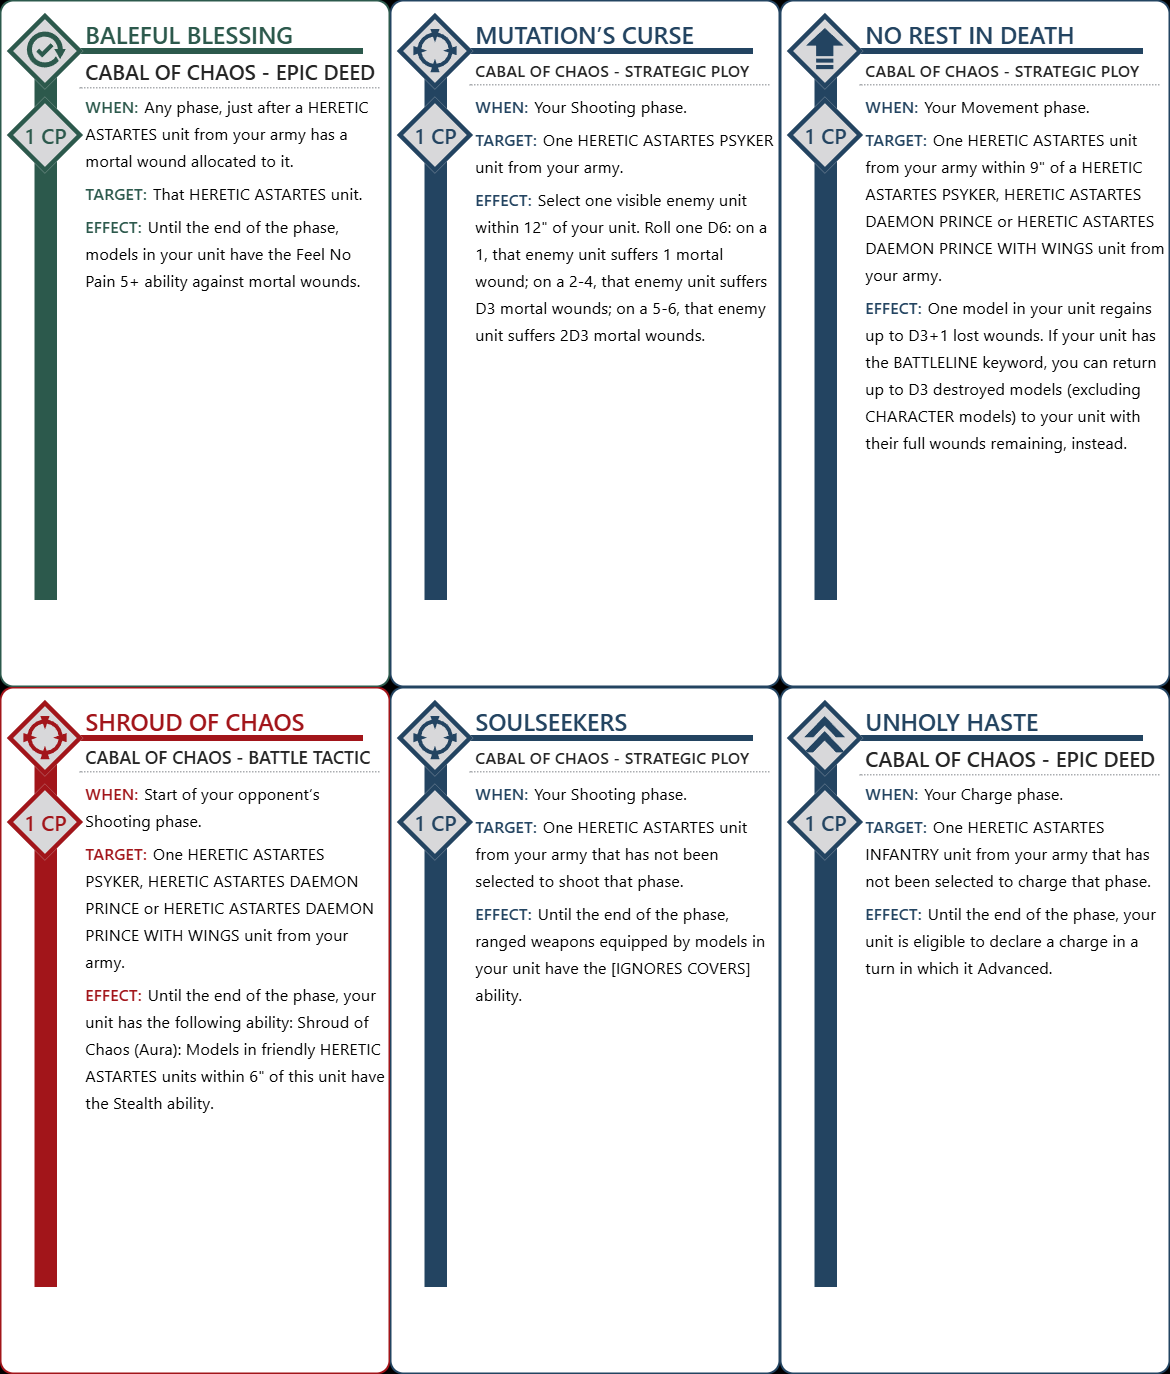 BALEFUL BLESSING
CABAL OF CHAOS - EPIC DEED
1 CP
WHEN: Any phase, just after a HERETIC
ASTARTES unit from your army has a
mortal wound allocated to it.
TARGET: That HERETIC ASTARTES unit.
EFFECT: Until the end of the phase,
models in your unit have the Feel No
Pain 5+ ability against mortal wounds.
MUTATION’S CURSE
CABAL OF CHAOS - STRATEGIC PLOY
1 CP
WHEN: Your Shooting phase.
TARGET: One HERETIC ASTARTES PSYKER
unit from your army.
EFFECT: Select one visible enemy unit
within 12" of your unit. Roll one D6: on a
1, that enemy unit suffers 1 mortal
wound; on a 2-4, that enemy unit suffers
D3 mortal wounds; on a 5-6, that enemy
unit suffers 2D3 mortal wounds.
NO REST IN DEATH
CABAL OF CHAOS - STRATEGIC PLOY
1 CP
WHEN: Your Movement phase.
TARGET: One HERETIC ASTARTES unit
from your army within 9" of a HERETIC
ASTARTES PSYKER, HERETIC ASTARTES
DAEMON PRINCE or HERETIC ASTARTES
DAEMON PRINCE WITH WINGS unit from
your army.
EFFECT: One model in your unit regains
up to D3+1 lost wounds. If your unit has
the BATTLELINE keyword, you can return
up to D3 destroyed models (excluding
CHARACTER models) to your unit with
their full wounds remaining, instead.
SHROUD OF CHAOS
CABAL OF CHAOS - BATTLE TACTIC
1 CP
WHEN: Start of your opponent’s
Shooting phase.
TARGET: One HERETIC ASTARTES
PSYKER, HERETIC ASTARTES DAEMON
PRINCE or HERETIC ASTARTES DAEMON
PRINCE WITH WINGS unit from your
army.
EFFECT: Until the end of the phase, your
unit has the following ability: Shroud of
Chaos (Aura): Models in friendly HERETIC
ASTARTES units within 6" of this unit have
the Stealth ability.
SOULSEEKERS
CABAL OF CHAOS - STRATEGIC PLOY
1 CP
WHEN: Your Shooting phase.
TARGET: One HERETIC ASTARTES unit
from your army that has not been
selected to shoot that phase.
EFFECT: Until the end of the phase,
ranged weapons equipped by models in
your unit have the [IGNORES COVERS]
ability.
UNHOLY HASTE
CABAL OF CHAOS - EPIC DEED
1 CP
WHEN: Your Charge phase.
TARGET: One HERETIC ASTARTES
INFANTRY unit from your army that has
not been selected to charge that phase.
EFFECT: Until the end of the phase, your
unit is eligible to declare a charge in a
turn in which it Advanced.